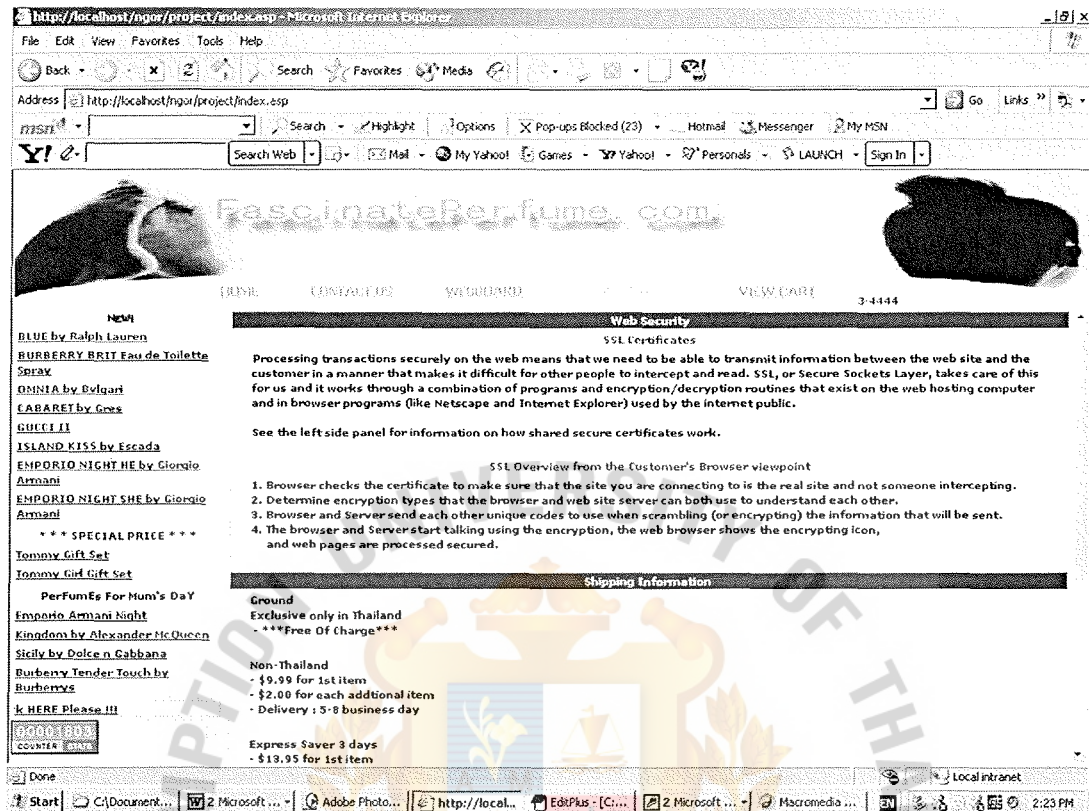 http://localhost/ngor/project/index.asp - Microsoft Internet Explorer
File Edit View Favorites Tools Help
Back Search Favorites Media
Address http://localhost/ngor/project/index.asp Go Links »
msn Search Highlight Options Pop-ups Blocked (23) Hotmail Messenger My MSN
Y! Search Web Mail My Yahoo! Games Yahoo! Personals LAUNCH Sign In
FascinatePerfume.com
HOME CONTACT US WEBBOARD VIEW CART
3-4444
NEW!
BLUE by Ralph Lauren
BURBERRY BRIT Eau de Toilette
Spray
OMNIA by Bvlgari
CABARET by Gres
GUCCI II
ISLAND KISS by Escada
EMPORIO NIGHT HE by Giorgio
Armani
EMPORIO NIGHT SHE by Giorgio
Armani
* * * SPECIAL PRICE * * *
Tommy Gift Set
Tommy Girl Gift Set
PerFumEs For Mum's DaY
Emporio Armani Night
Kingdom by Alexander McQueen
Sicily by Dolce n Gabbana
Burberry Tender Touch by
Burberrys
k HERE Please !!!
00001803
COUNTER
Web Security
SSL Certificates
Processing transactions securely on the web means that we need to be able to transmit information between the web site and the
customer in a manner that makes it difficult for other people to intercept and read. SSL, or Secure Sockets Layer, takes care of this
for us and it works through a combination of programs and encryption/decryption routines that exist on the web hosting computer
and in browser programs (like Netscape and Internet Explorer) used by the internet public.
See the left side panel for information on how shared secure certificates work.
SSL Overview from the Customer's Browser viewpoint
1. Browser checks the certificate to make sure that the site you are connecting to is the real site and not someone intercepting.
2. Determine encryption types that the browser and web site server can both use to understand each other.
3. Browser and Server send each other unique codes to use when scrambling (or encrypting) the information that will be sent.
4. The browser and Server start talking using the encryption, the web browser shows the encrypting icon,
and web pages are processed secured.
Shipping Information
Ground
Exclusive only in Thailand
- ***Free Of Charge***
Non-Thailand
- $9.99 for 1st item
- $2.00 for each addtional item
- Delivery : 5-8 business day
Express Saver 3 days
- $13.95 for 1st item
Done Local intranet
Start C:\Document... 2 Microsoft ... Adobe Photo... http://local... EditPlus - [C:... 2 Microsoft ... Macromedia ... EN 2:23 PM
UMPTION UNIVERSITY OF THA